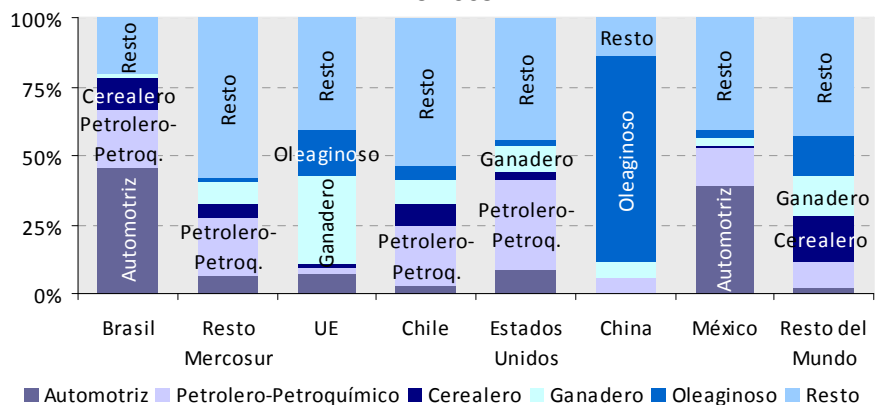 100%
75%
50%
25%
0%
Resto
Cerealero
Petrolero-
Petroq.
Automotriz
Resto
Petrolero-
Petroq.
Resto
Oleaginoso
Ganadero
Resto
Petrolero-
Petroq.
Resto
Ganadero
Petrolero-
Petroq.
Resto
Oleaginoso
Resto
Automotriz
Resto
Ganadero
Cerealero
Brasil
Resto
Mercosur
UE
Chile
Estados
Unidos
China
México
Resto del
Mundo
Automotriz Petrolero-Petroquímico Cerealero Ganadero Oleaginoso Resto